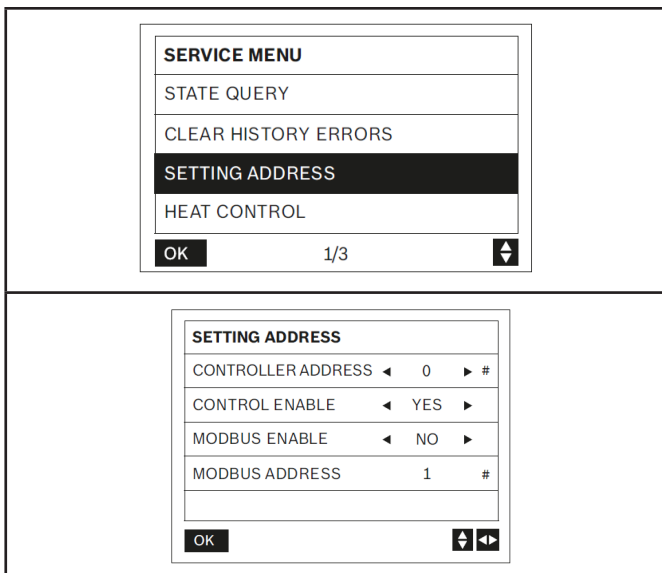 SERVICE MENU
STATE QUERY
CLEAR HISTORY ERRORS
SETTING ADDRESS
HEAT CONTROL
OK 1/3
SETTING ADDRESS
CONTROLLER ADDRESS ◄ 0 ► #
CONTROL ENABLE ◄ YES ►
MODBUS ENABLE ◄ NO ►
MODBUS ADDRESS 1 #
OK